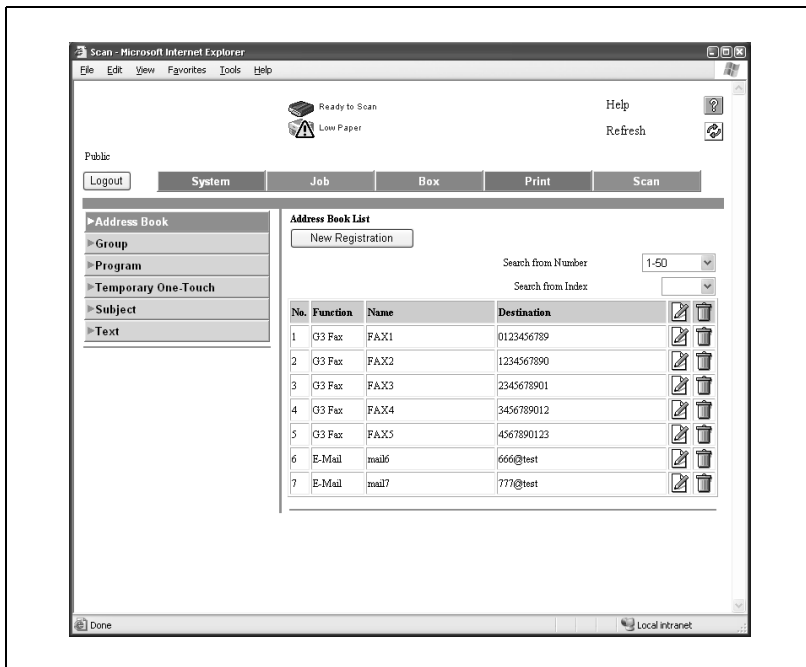 Scan - Microsoft Internet Explorer
File Edit View Favorites Tools Help
Ready to Scan
Low Paper
Help
Refresh
Public
Logout
System Job Box Print Scan
Address Book
Group
Program
Temporary One-Touch
Subject
Text
Address Book List
New Registration
Search from Number 1-50
Search from Index
No. Function Name Destination
1 G3 Fax FAX1 0123456789
2 G3 Fax FAX2 1234567890
3 G3 Fax FAX3 2345678901
4 G3 Fax FAX4 3456789012
5 G3 Fax FAX5 4567890123
6 E-Mail mail6 666@test
7 E-Mail mail7 777@test
Done
Local intranet